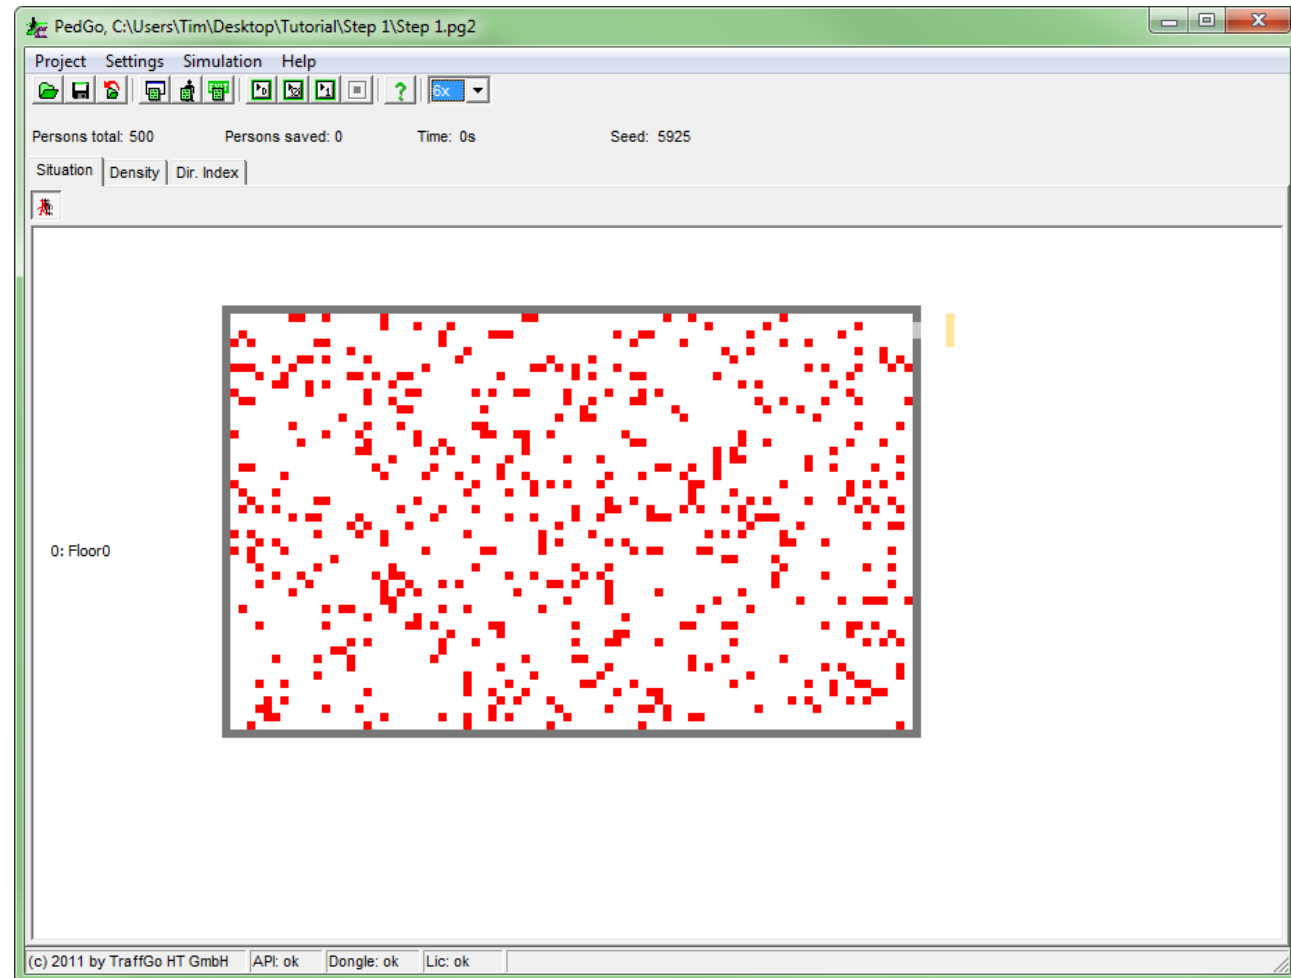 PedGo, C:\Users\Tim\Desktop\Tutorial\Step 1\Step 1.pg2
Project Settings Simulation Help
6x
Persons total: 500 Persons saved: 0 Time: 0s Seed: 5925
Situation Density Dir. Index
0: Floor0
(c) 2011 by TraffGo HT GmbH API: ok Dongle: ok Lic: ok